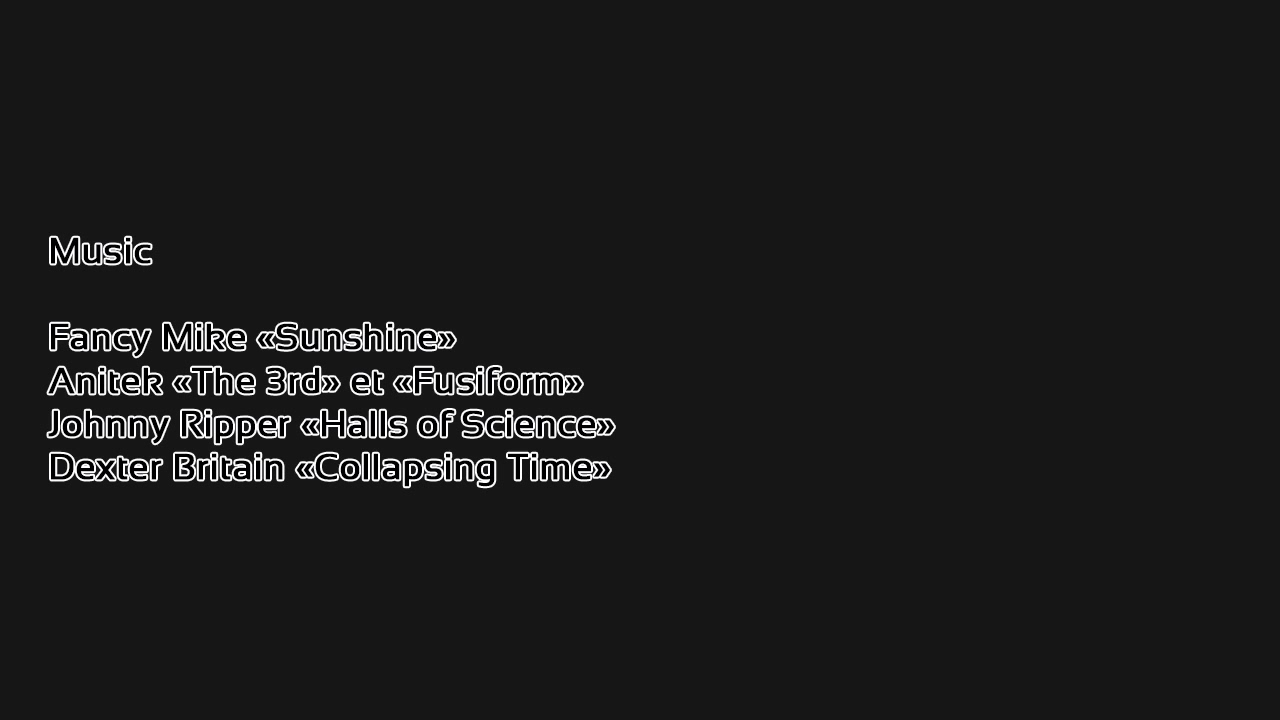 Music
Fancy Mike «Sunshine»
Anitek «The 3rd» et «Fusiform»
Johnny Ripper «Halls of Science»
Dexter Britain «Collapsing Time»